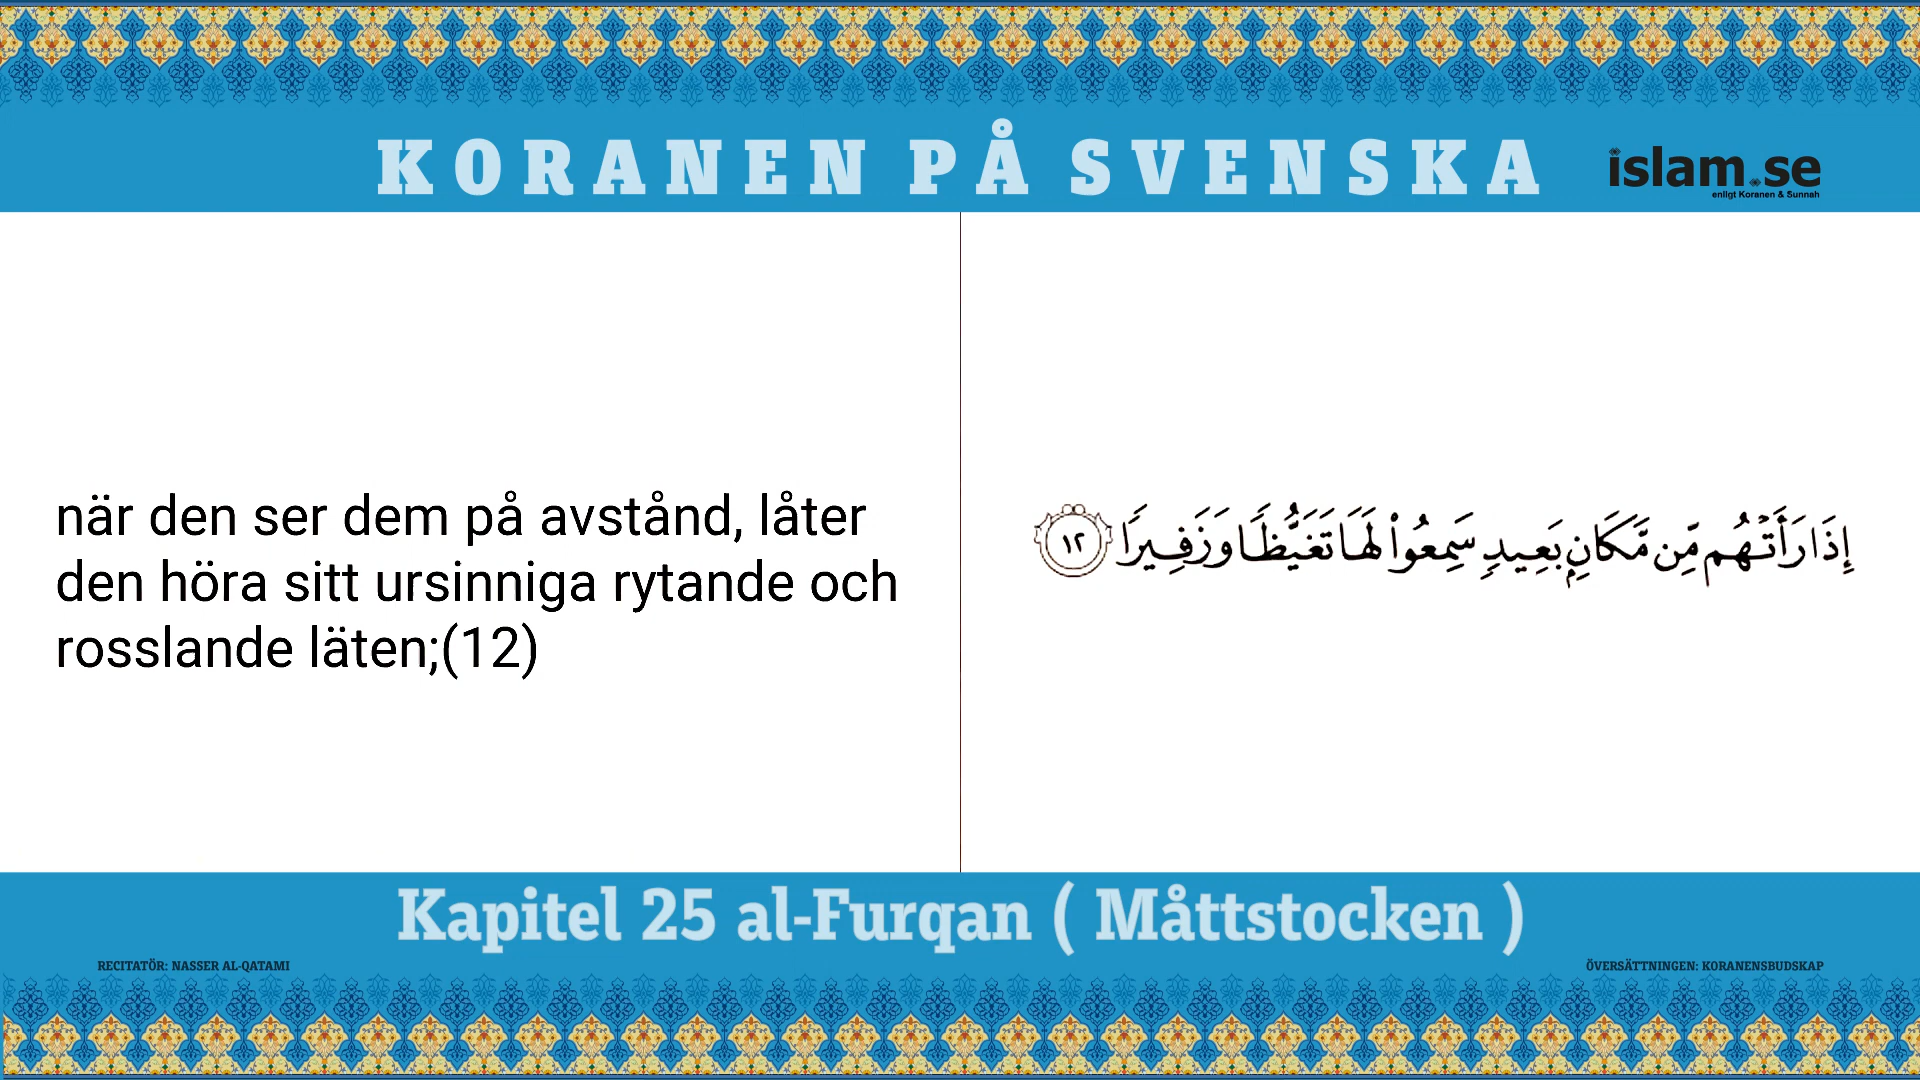 KORANEN PÅ SVENSKA
islam.se
enligt Koranen & Sunnah
när den ser dem på avstånd, låter
den höra sitt ursinniga rytande och
rosslande läten;(12)
إِذَا رَأَتْهُم مِّن مَّكَانٍۭ بَعِيدٍ سَمِعُوا۟ لَهَا تَغَيُّظًا وَزَفِيرًا ١٢
Kapitel 25 al-Furqan ( Måttstocken )
RECITATÖR: NASSER AL-QATAMI
ÖVERSÄTTNINGEN: KORANENSBUDSKAP